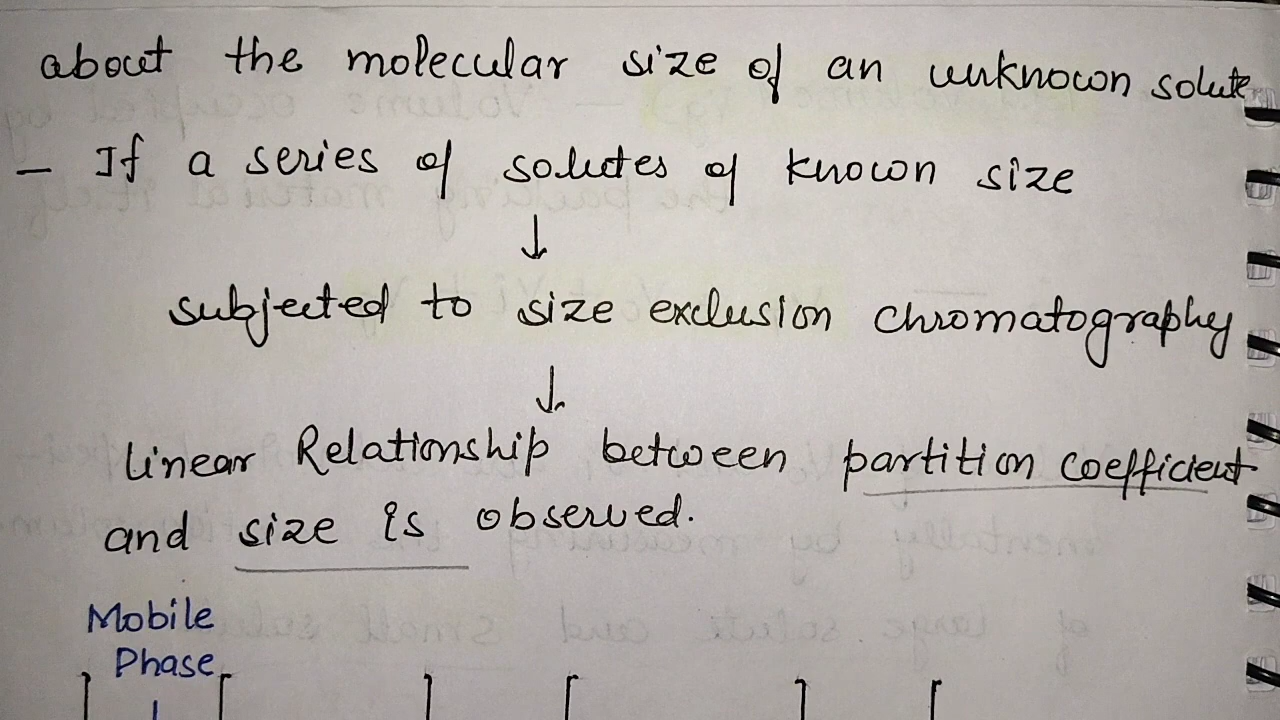 about the molecular size of an unknown solute
- If a series of solutes of known size
↓
subjected to size exclusion chromatography
↓
linear Relationship between partition coefficient
and size is observed.
Mobile
Phase